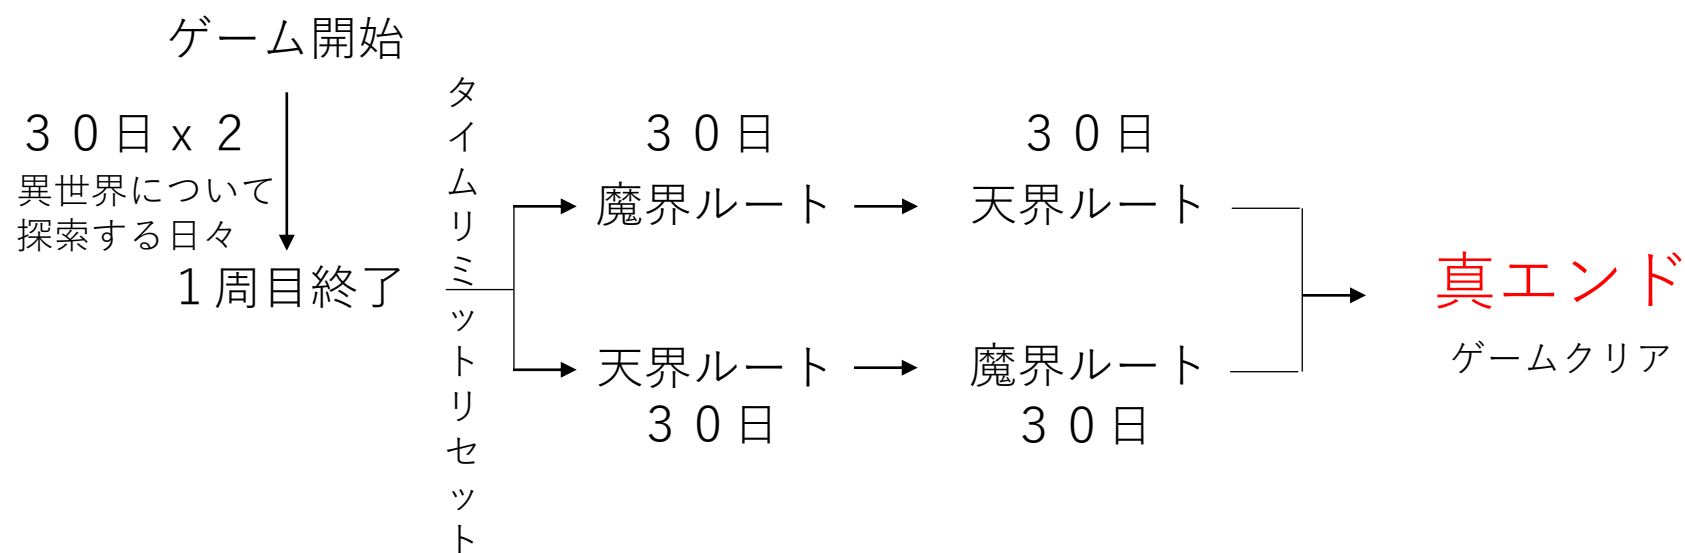 ゲーム開始
３０日 x ２
異世界について
探索する日々
１周目終了
タイムリミットリセット
３０日
魔界ルート
３０日
天界ルート
天界ルート
３０日
魔界ルート
３０日
真エンド
ゲームクリア